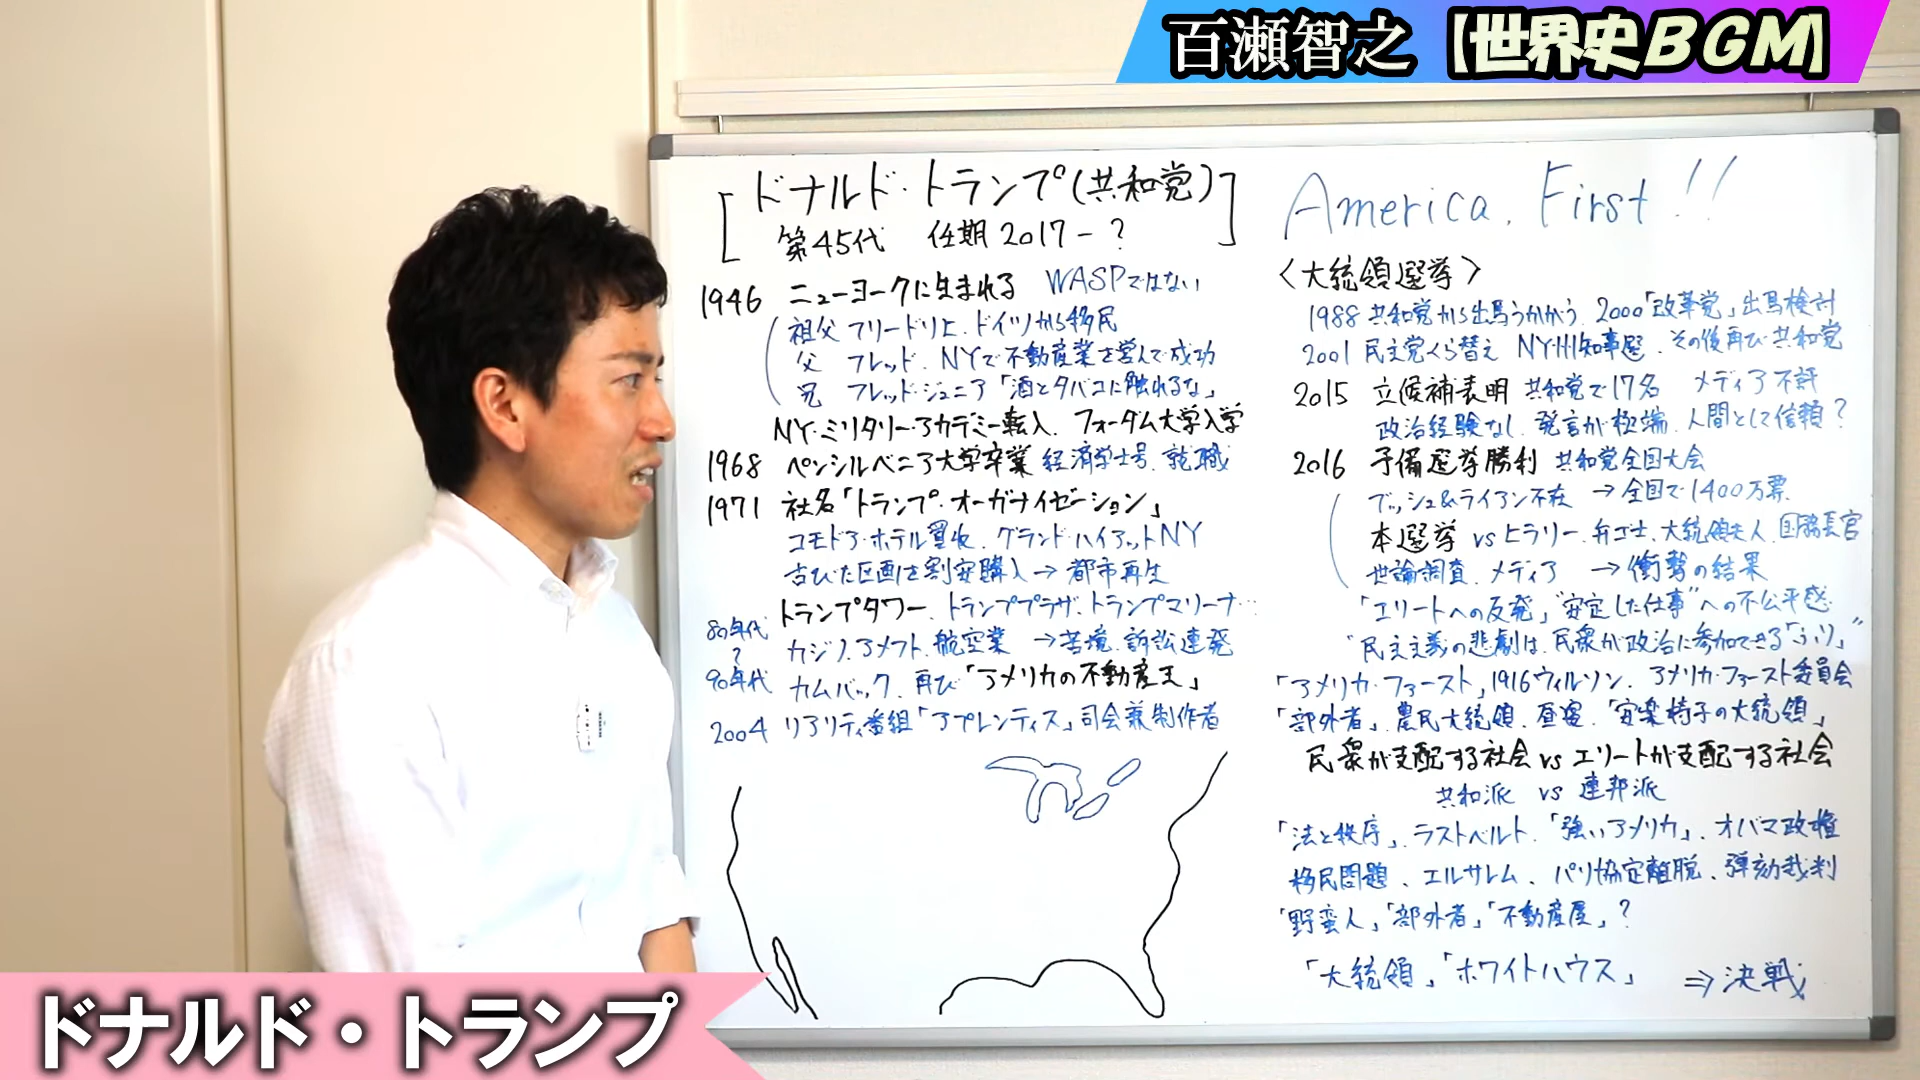 百瀬智之【世界史BGM】
[ドナルド・トランプ(共和党)
第45代 任期2017-?]
1946 ニューヨークに生まれる WASPではない
祖父 フリードリヒ、ドイツから移民
父 フレッド、NYで不動産業を営んで成功
兄 フレッド・ジュニア「酒とタバコに触れるな」
NY・ミリタリー・アカデミー転入、フォーダム大学入学
1968 ペンシルベニア大学卒業 経済学士号、就職
1971 社名「トランプ・オーガナイゼーション」
コモドア・ホテル買収、グランド・ハイアットNY
古びた区画を割安購入→都市再生
トランプタワー、トランププラザ、トランプマリーナ…
80年代 カジノ、アメフト、航空業 →苦境、訴訟連発
?
90年代 カムバック、再び「アメリカの不動産王」
2004 リアリティ番組「アプレンティス」司会兼制作者
America, First!!
〈大統領選挙〉
1988 共和党から出馬うかがう、2000「改革党」出馬検討
2001 民主党くら替え NY州知事選、その後再び共和党
2015 立候補表明 共和党で17名 メディア不評
政治経験なし、発言が極端、人間として信頼?
2016 予備選挙勝利 共和党全国大会
ブッシュ&ライアン不在 →全国で1400万票
本選挙 vsヒラリー、弁ゴ士、大統領夫人、国務長官
世論調査、メディア →衝撃の結果
「エリートへの反発」"安定した仕事"への不公平感
"民主主義の悲劇は、民衆が政治に参加できる「ふり」"
「アメリカ・ファースト」1916ウィルソン、アメリカ・ファースト委員会
「部外者」、農民大統領、昼寝、「安楽椅子の大統領」
民衆が支配する社会vsエリートが支配する社会
共和派 vs 連邦派
「法と秩序」、ラストベルト、「強いアメリカ」、オバマ政権
移民問題、エルサレム、パリ協定離脱、弾劾裁判
「野蛮人」「部外者」「不動産屋」?
「大統領」「ホワイトハウス」 ⇒決戦
ドナルド・トランプ